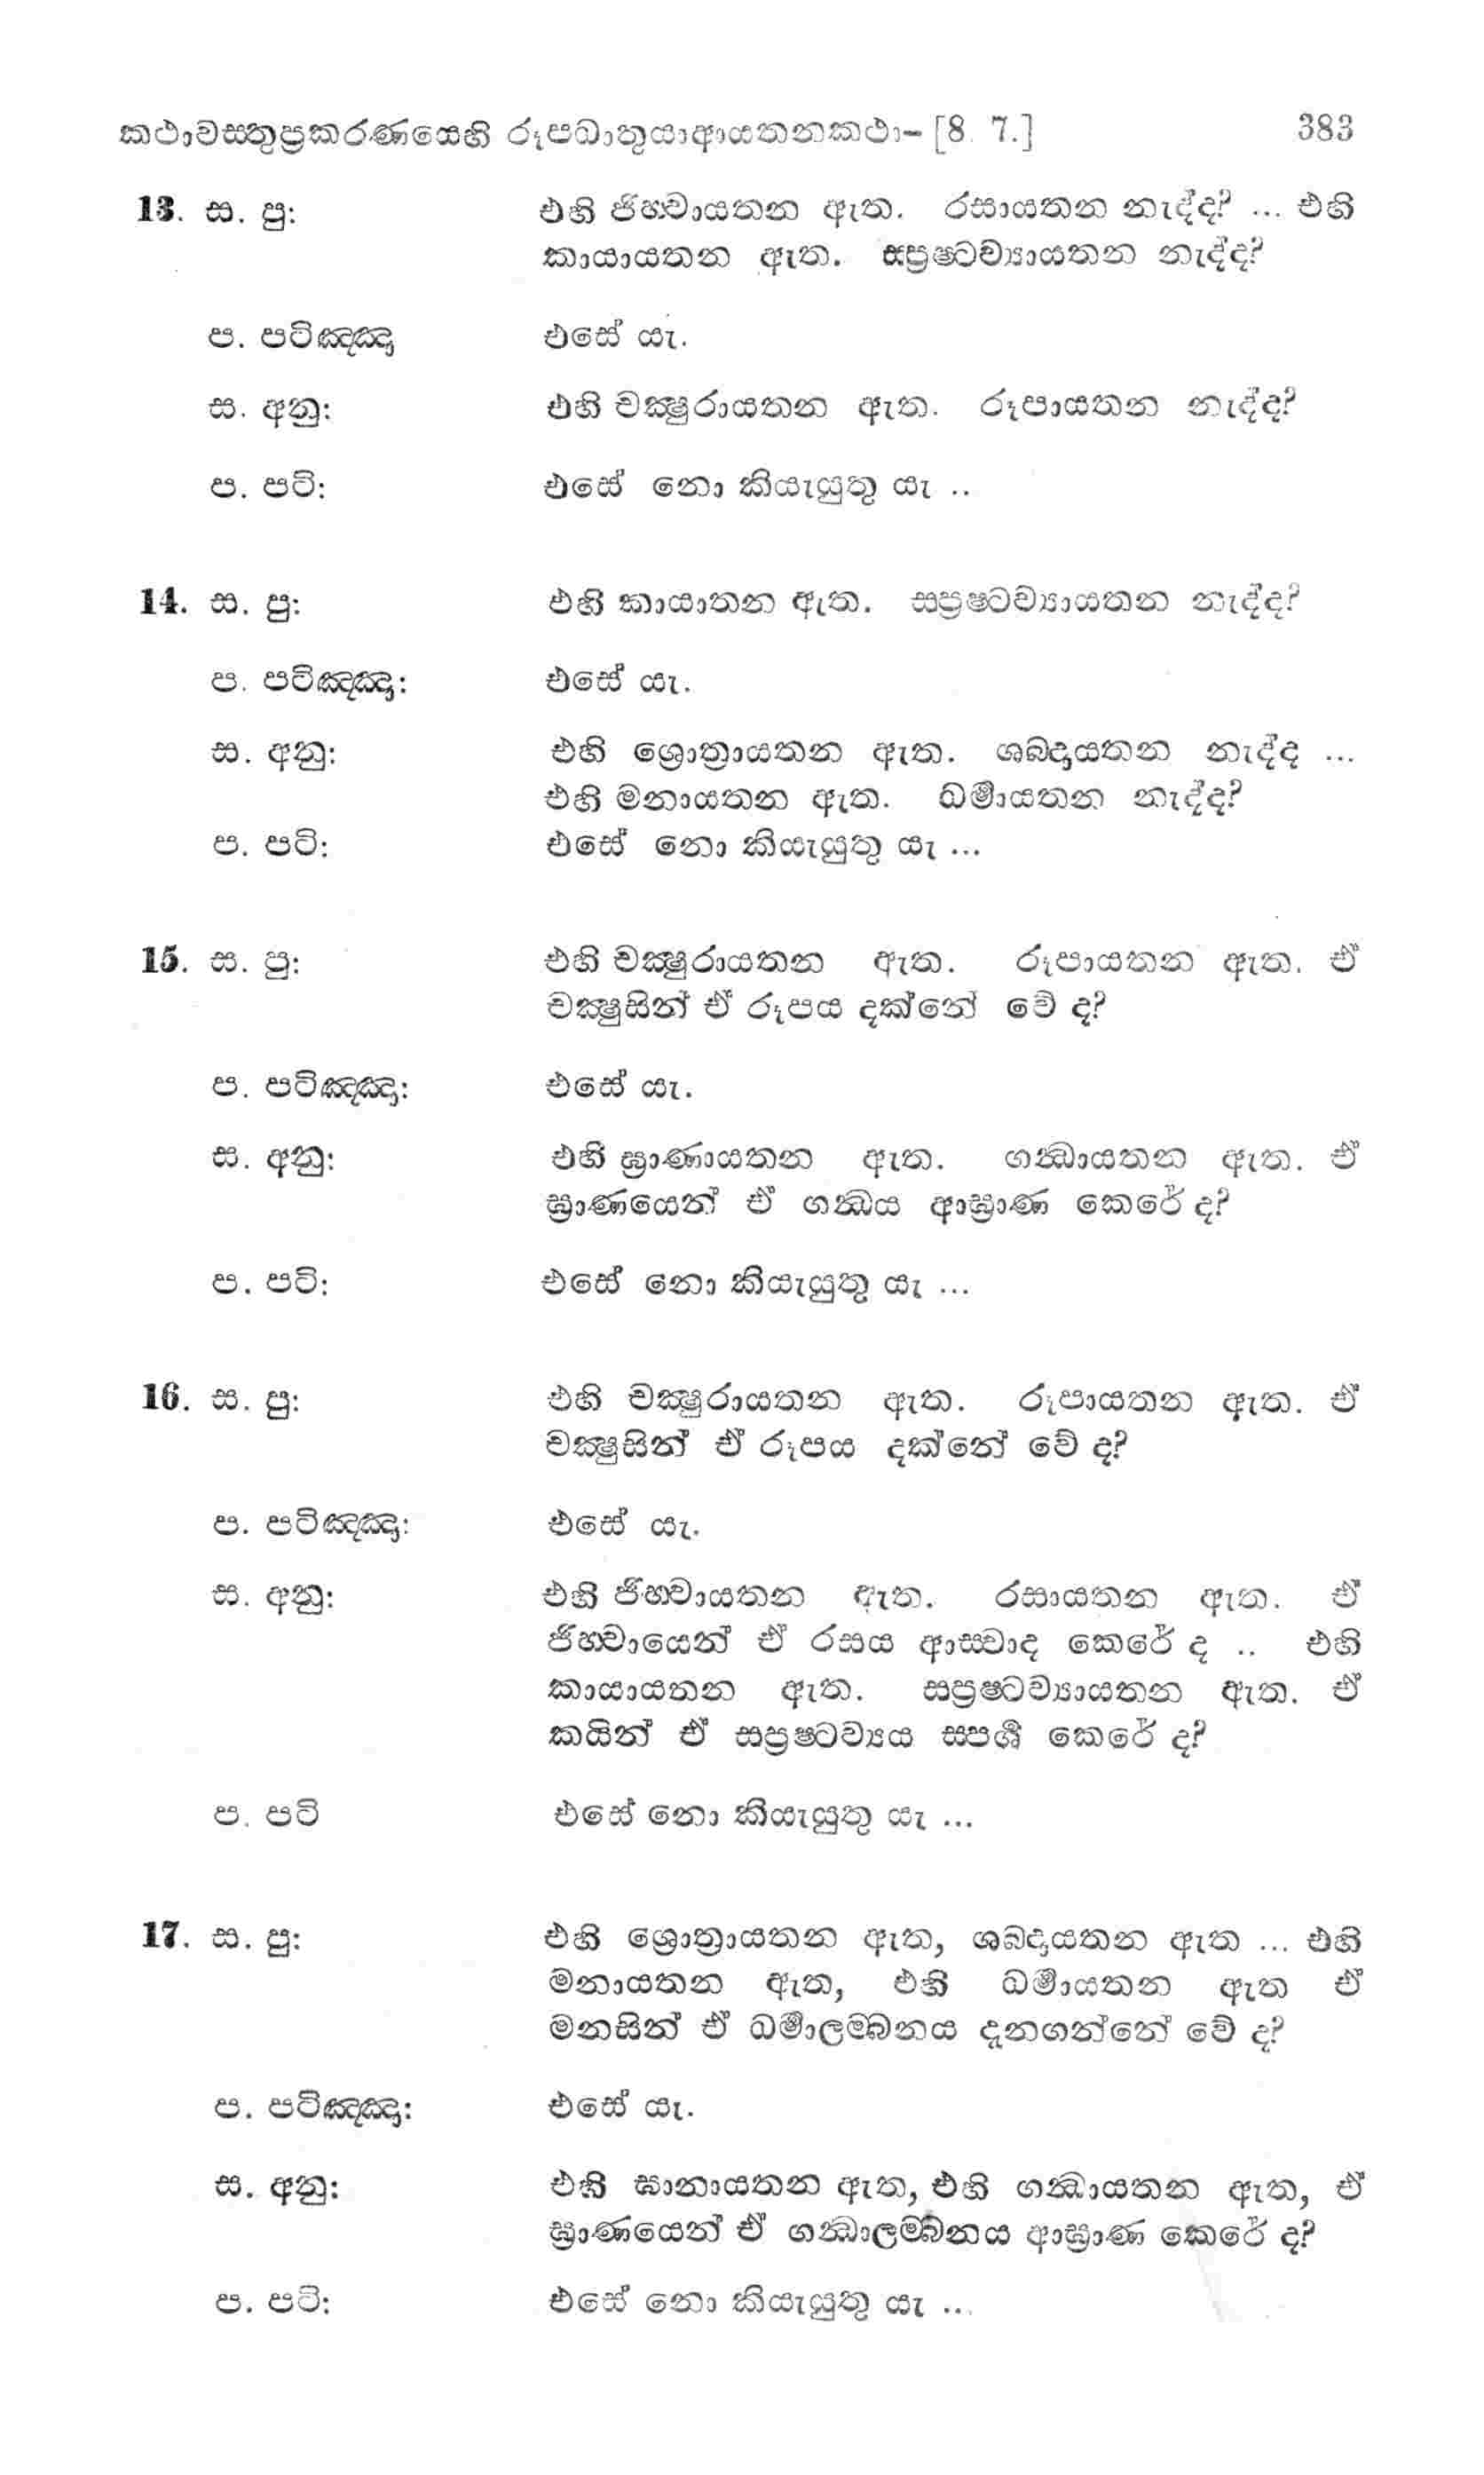 කථාවස්තුප්‍රකරණයෙහි රූපධාතුයාආයතනකථා- [8. 7.] 383
13. ස. පු: එහි ජිහ්වායතන ඇත. රසායතන නැද්ද? ... එහි
කායායතන ඇත. ස්ප්‍රෂ්ටව්‍යායතන නැද්ද?
ප. පටිඤ්ඤා එසේ යැ.
ස. අනු: එහි චක්‍ෂුරායතන ඇත. රූපායතන නැද්ද?
ප. පටි: එසේ නො කියැයුතු යැ ..
14. ස. පු: එහි කායාතන ඇත. ස්ප්‍රෂ්ටව්‍යායතන නැද්ද?
ප. පටිඤ්ඤා: එසේ යැ.
ස. අනු: එහි ශ්‍රොත්‍රායතන ඇත. ශබ්දායතන නැද්ද ...
එහි මනායතන ඇත. ධර්‍මායතන නැද්ද?
ප. පටි: එසේ නො කියැයුතු යැ ...
15. ස. පු: එහි චක්‍ෂුරායතන ඇත. රූපායතන ඇත. ඒ
චක්‍ෂුසින් ඒ රූපය දක්නේ වේ ද?
ප. පටිඤ්ඤා: එසේ යැ.
ස. අනු: එහි ඝ්‍රාණායතන ඇත. ගන්‍ධායතන ඇත. ඒ
ඝ්‍රාණයෙන් ඒ ගන්‍ධය ආඝ්‍රාණ කෙරේ ද?
ප. පටි: එසේ නො කියැයුතු යැ ...
16. ස. පු: එහි චක්‍ෂුරායතන ඇත. රූපායතන ඇත. ඒ
චක්‍ෂුසින් ඒ රූපය දක්නේ වේ ද?
ප. පටිඤ්ඤා: එසේ යැ.
ස. අනු: එහි ජිහ්වායතන ඇත. රසායතන ඇත. ඒ
ජිහ්වායෙන් ඒ රසය ආස්වාද කෙරේ ද .. එහි
කායායතන ඇත. ස්ප්‍රෂ්ටව්‍යායතන ඇත. ඒ
කයින් ඒ ස්ප්‍රෂ්ටව්‍යය ස්පර්‍ශ කෙරේ ද?
ප. පටි එසේ නො කියැයුතු යැ ...
17. ස. පු: එහි ශ්‍රොත්‍රායතන ඇත, ශබ්දායතන ඇත ... එහි
මනායතන ඇත, එහි ධර්‍මායතන ඇත ඒ
මනසින් ඒ ධර්‍මාලම්බනය දැනගන්නේ වේ ද?
ප. පටිඤ්ඤා: එසේ යැ.
ස. අනු: එහි ඝානායතන ඇත, එහි ගන්‍ධායතන ඇත, ඒ
ඝ්‍රාණයෙන් ඒ ගන්‍ධාලම්බනය ආඝ්‍රාණ කෙරේ ද?
ප. පටි: එසේ නො කියැයුතු යැ ...